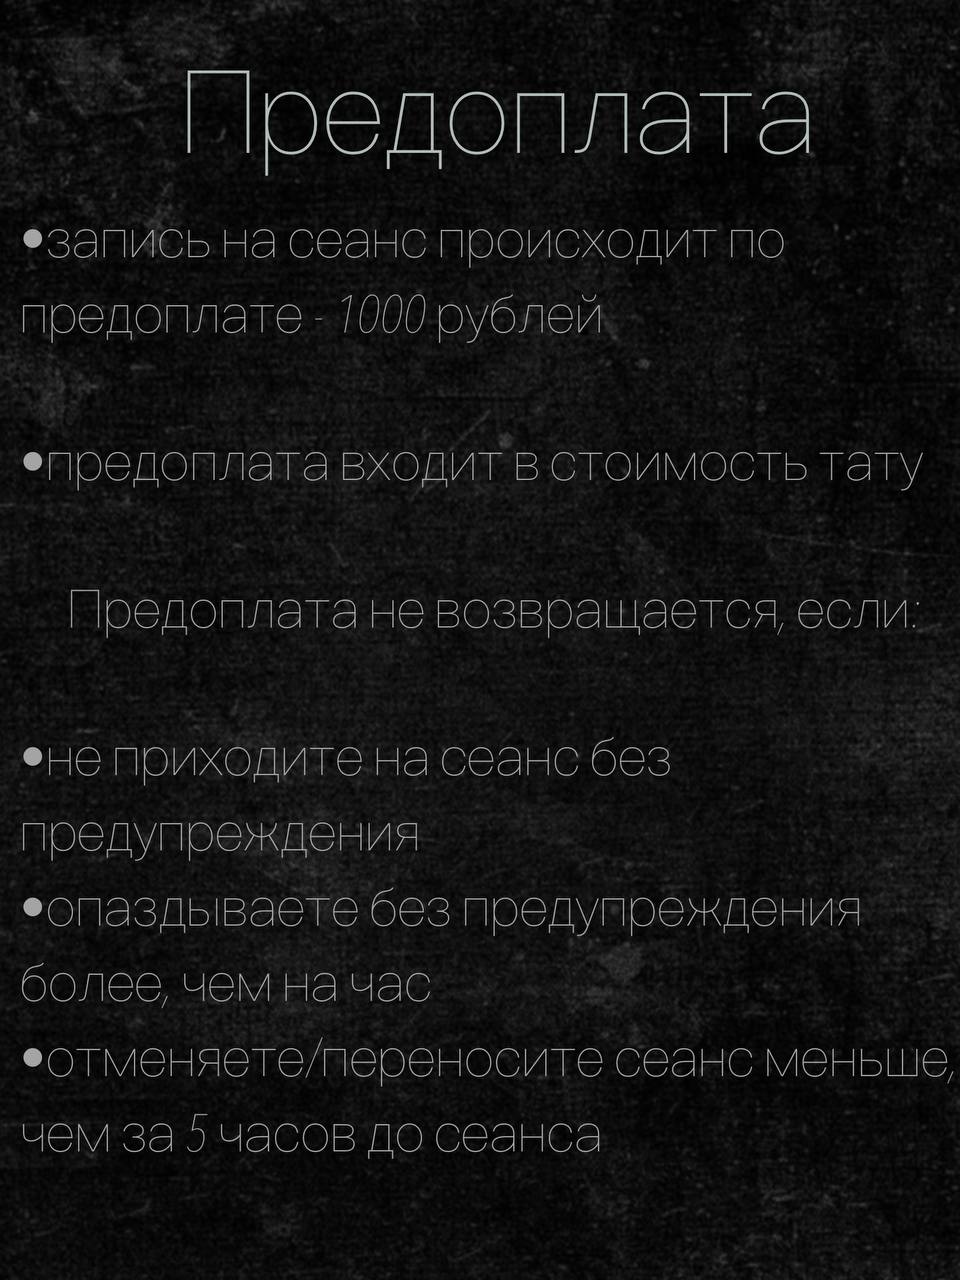 Предоплата
•запись на сеанс происходит по
предоплате - 1000 рублей
•предоплата входит в стоимость тату
Предоплата не возвращается, если:
•не приходите на сеанс без
предупреждения
•опаздываете без предупреждения
более, чем на час
•отменяете/переносите сеанс меньше,
чем за 5 часов до сеанса